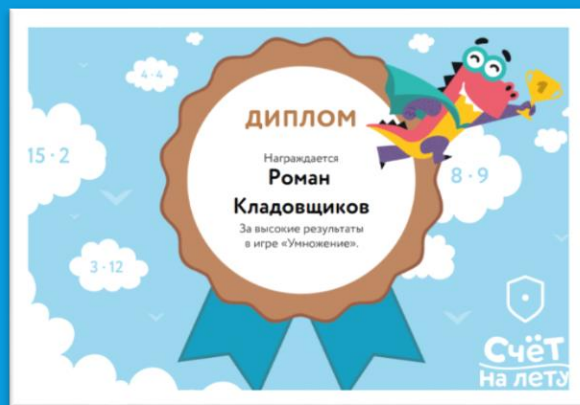 4·4
ДИПЛОМ
15·2
Награждается
Роман
8·9
Кладовщиков
За высокие результаты
в игре «Умножение».
3·12
1
Счёт
на лету